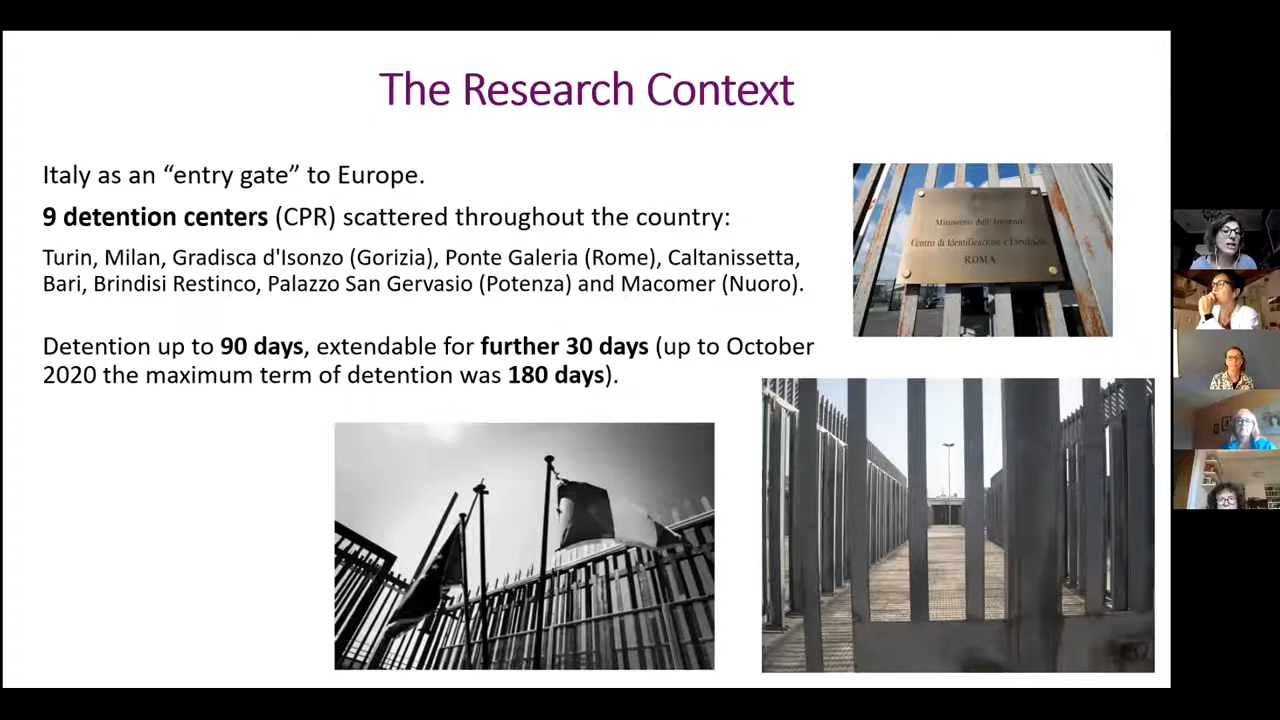 The Research Context
Italy as an “entry gate” to Europe.
9 detention centers (CPR) scattered throughout the country:
Turin, Milan, Gradisca d'Isonzo (Gorizia), Ponte Galeria (Rome), Caltanissetta,
Bari, Brindisi Restinco, Palazzo San Gervasio (Potenza) and Macomer (Nuoro).
Detention up to 90 days, extendable for further 30 days (up to October
2020 the maximum term of detention was 180 days).
Ministero dell'Interno
Centro di Identificazione e Espulsione
ROMA